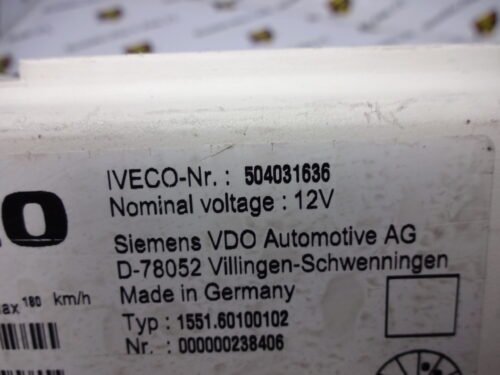 IVECO-Nr. : 504031636
Nominal voltage : 12V
Siemens VDO Automotive AG
D-78052 Villingen-Schwenningen
180 km/h
Made in Germany
Typ : 1551.60100102
Nr. : 000000238406